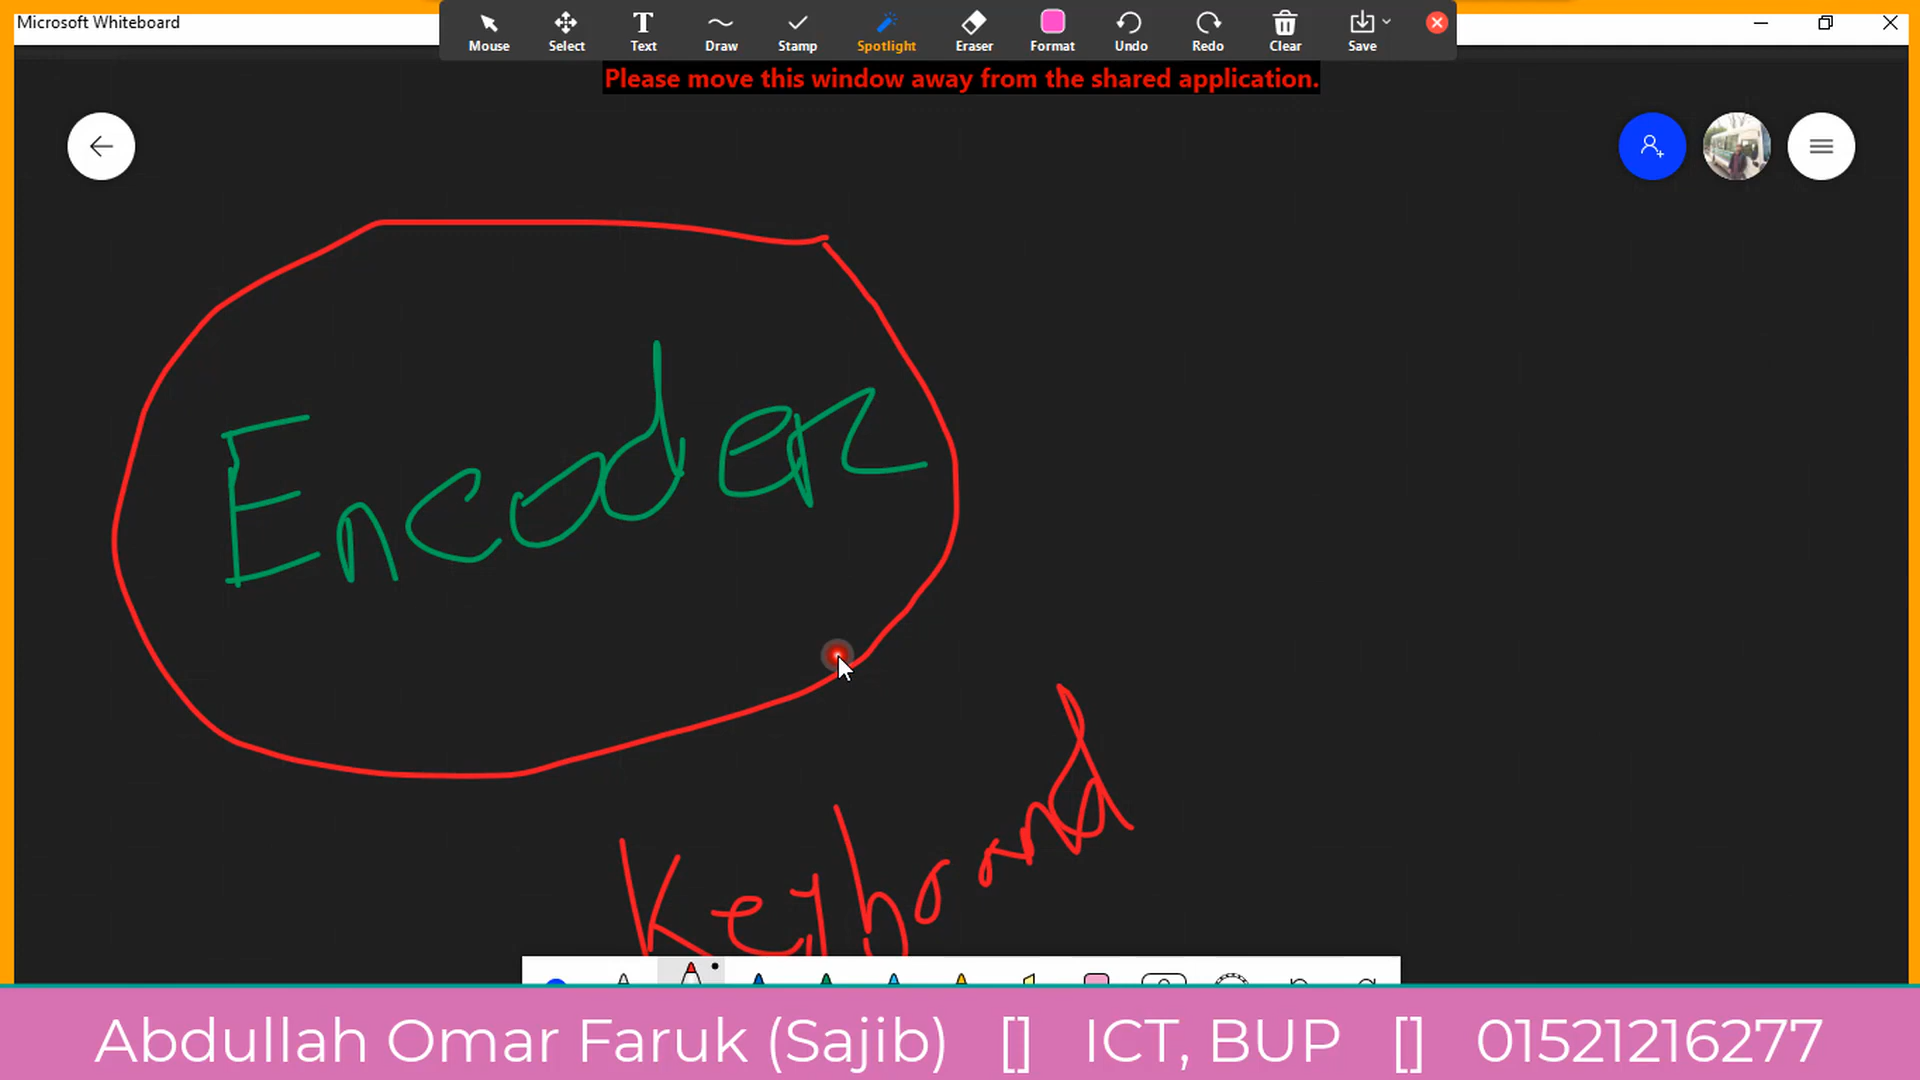 Microsoft Whiteboard
Mouse Select Text Draw Stamp Spotlight Eraser Format Undo Redo Clear Save
Please move this window away from the shared application.
Encoder
Keyboard
Abdullah Omar Faruk (Sajib) [] ICT, BUP [] 01521216277